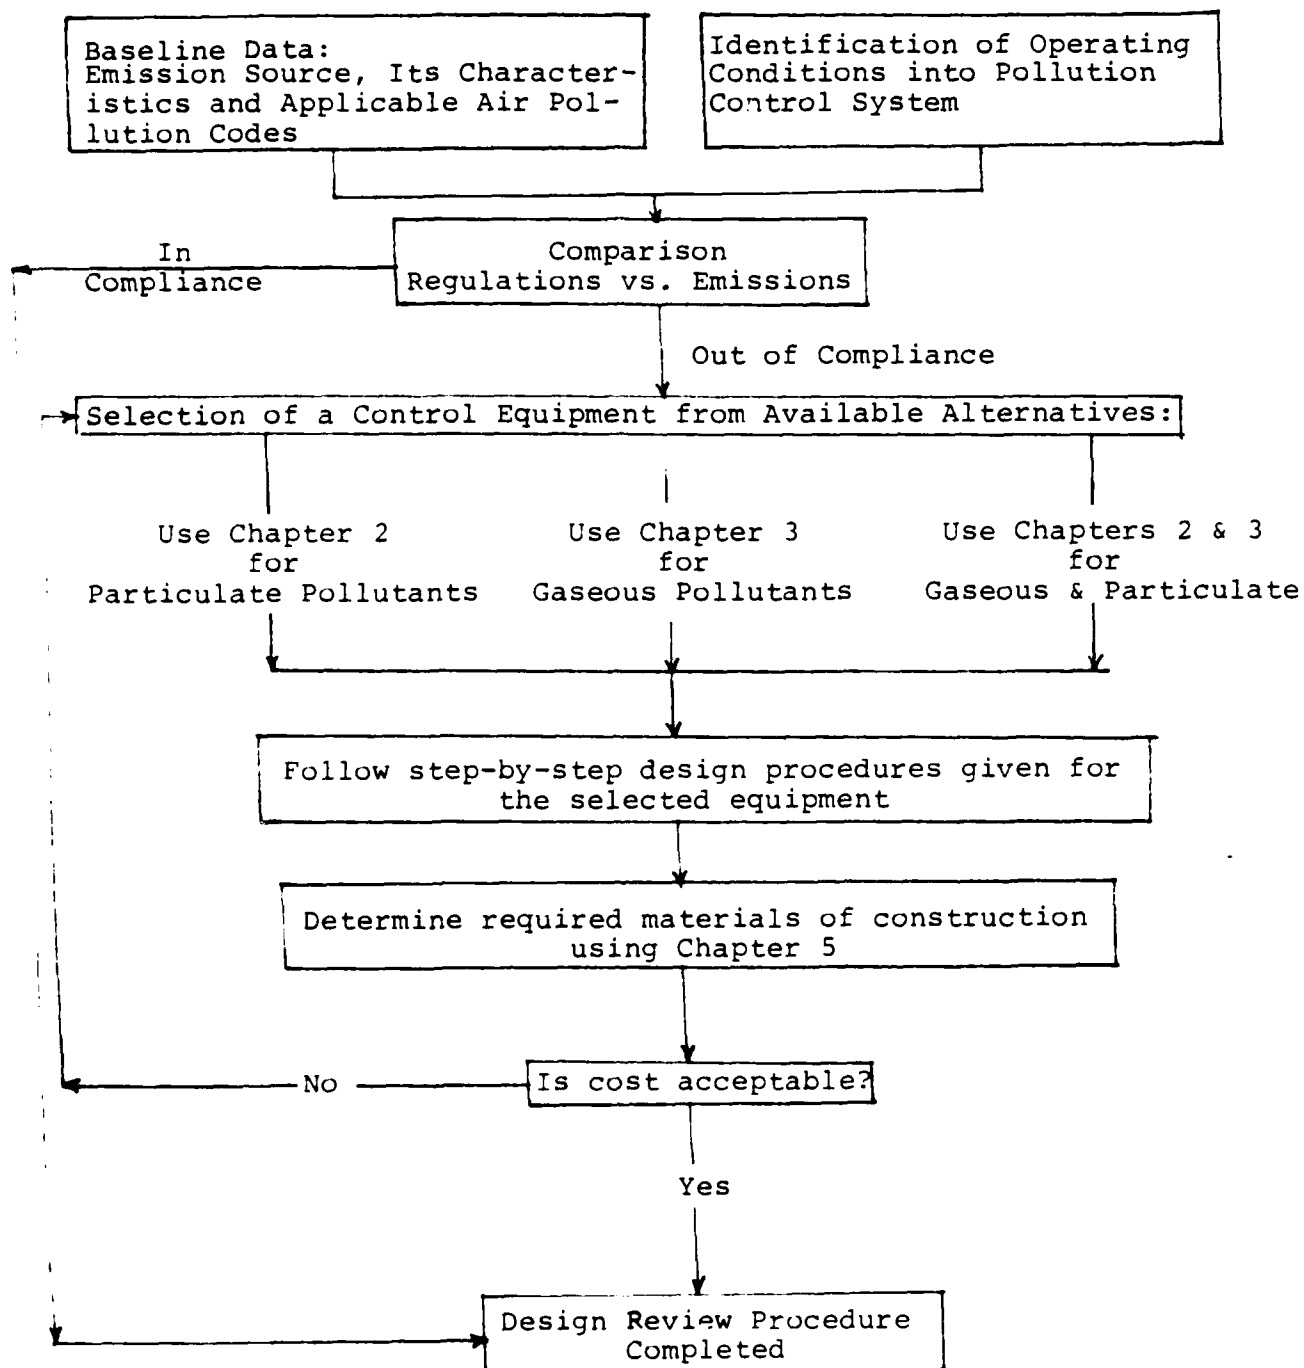 Baseline Data:
Emission Source, Its Character-
istics and Applicable Air Pol-
lution Codes
Identification of Operating
Conditions into Pollution
Control System
In
Compliance
Comparison
Regulations vs. Emissions
Out of Compliance
Selection of a Control Equipment from Available Alternatives:
Use Chapter 2
for
Particulate Pollutants
Use Chapter 3
for
Gaseous Pollutants
Use Chapters 2 & 3
for
Gaseous & Particulate
Follow step-by-step design procedures given for
the selected equipment
Determine required materials of construction
using Chapter 5
No
Is cost acceptable?
Yes
Design Review Procedure
Completed